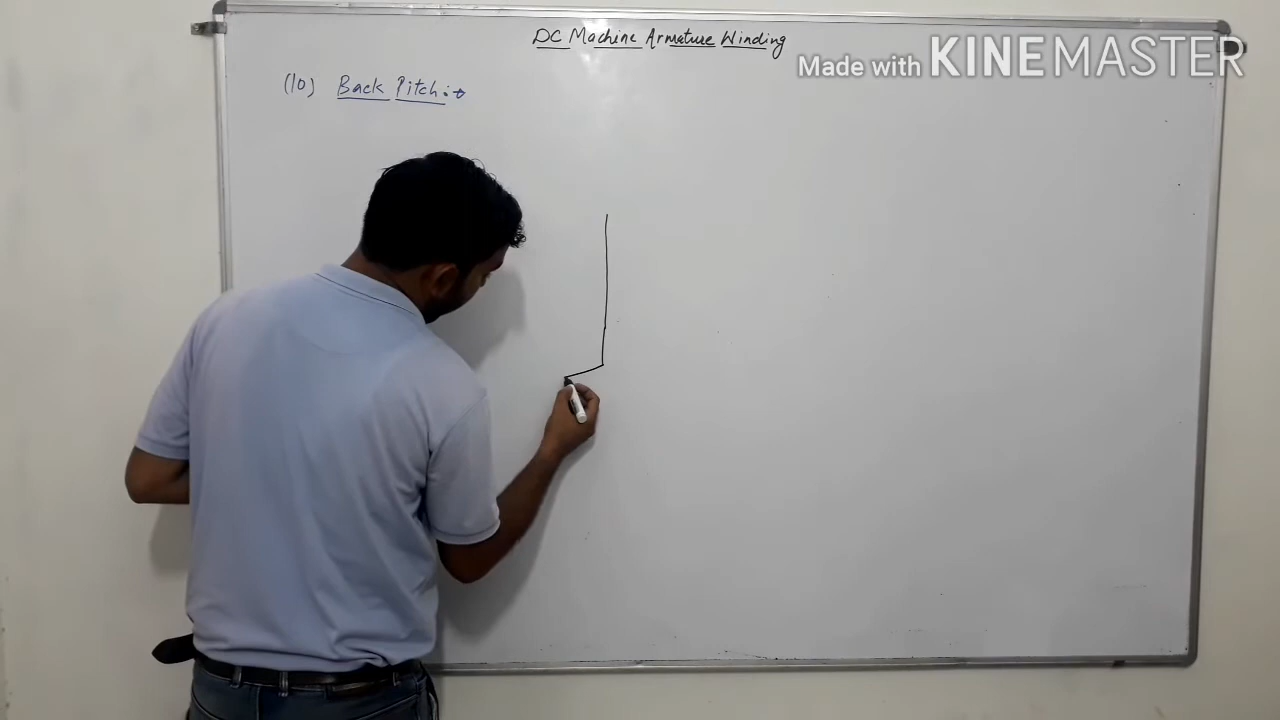 DC Machine Armature Winding
Made with KINEMASTER
(10) Back Pitch:→